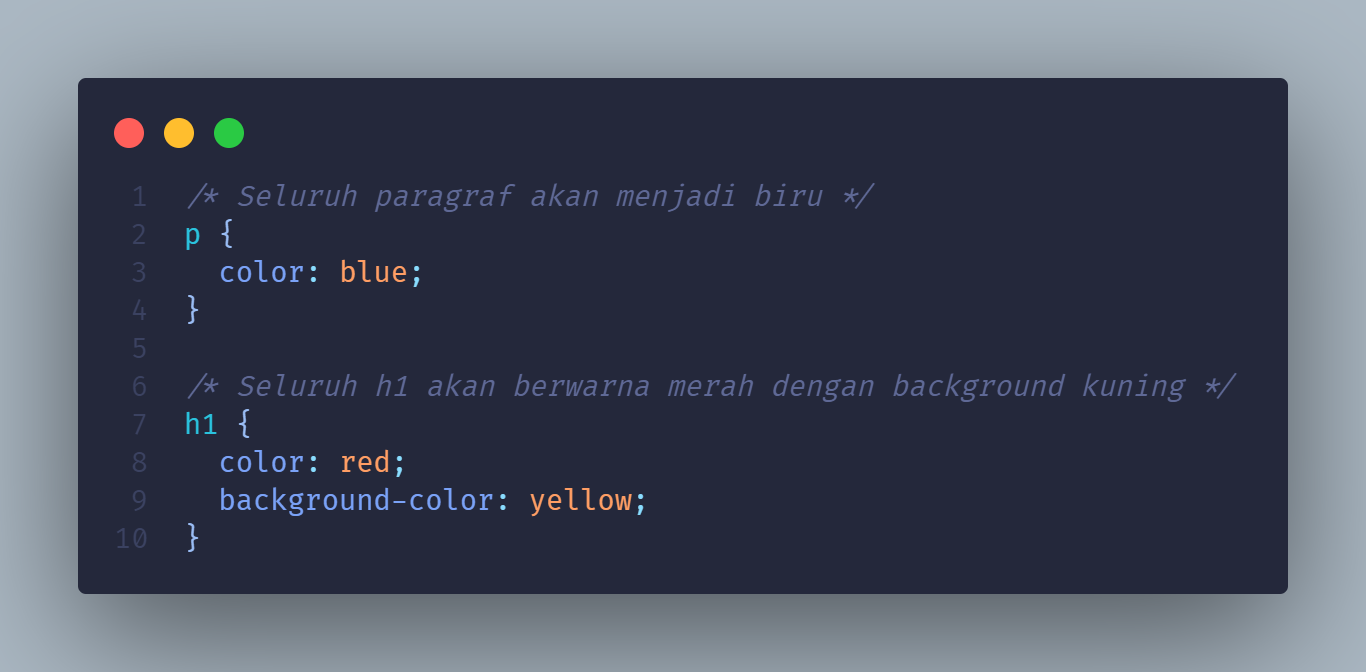 1 /* Seluruh paragraf akan menjadi biru */
2 p {
3   color: blue;
4 }
5
6 /* Seluruh h1 akan berwarna merah dengan background kuning */
7 h1 {
8   color: red;
9   background-color: yellow;
10 }